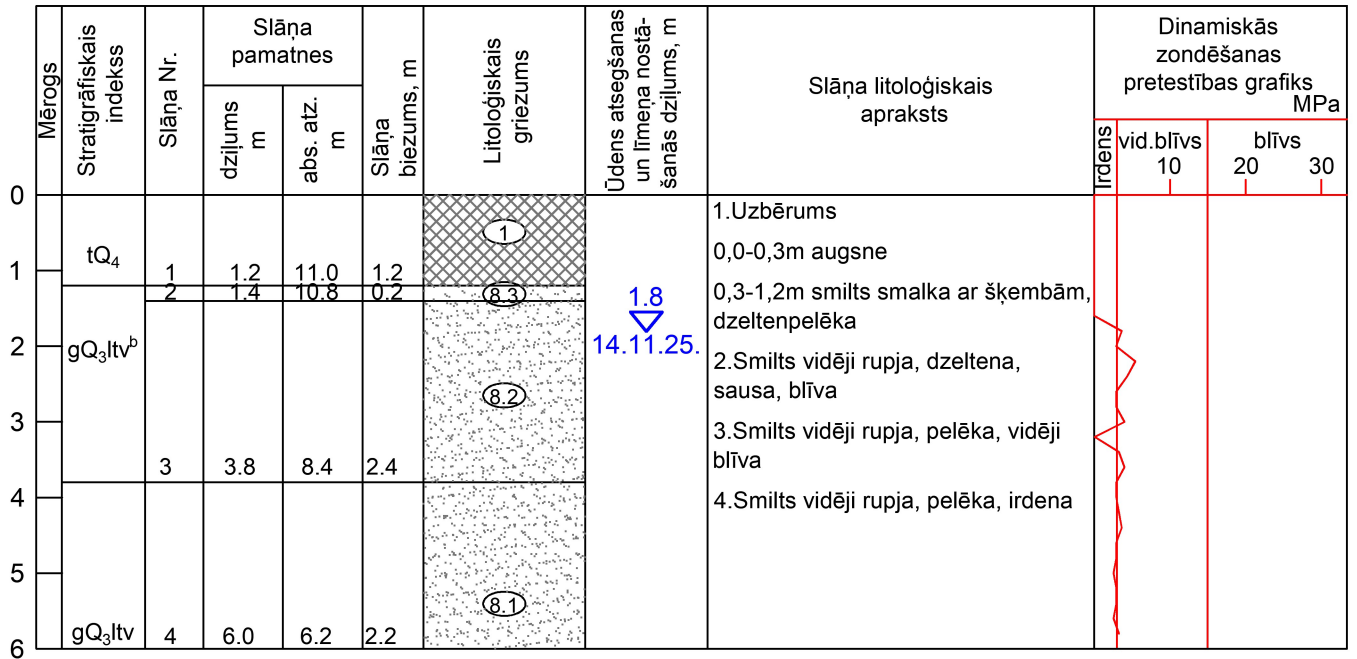 Mērogs
Stratigrāfiskais
indekss
Slāņa Nr.
Slāņa
pamatnes
dziļums
m
abs. atz.
m
Slāņa
biezums, m
Litoloģiskais
griezums
Ūdens atsegšanas
un līmeņa nostā-
šanās dziļums, m
Slāņa litoloģiskais
apraksts
Dinamiskās
zondēšanas
pretestības grafiks
MPa
Irdens
vid.blīvs
blīvs
10 20 30
0
1
2
3
4
5
6
tQ₄
1 1.2 11.0 1.2
2 1.4 10.8 0.2
gQ₃ltvᵇ
3 3.8 8.4 2.4
gQ₃ltv 4 6.0 6.2 2.2
1
8.3
8.2
8.1
1.8
14.11.25.
1.Uzbērums
0,0-0,3m augsne
0,3-1,2m smilts smalka ar šķembām,
dzeltenpelēka
2.Smilts vidēji rupja, dzeltena,
sausa, blīva
3.Smilts vidēji rupja, pelēka, vidēji
blīva
4.Smilts vidēji rupja, pelēka, irdena